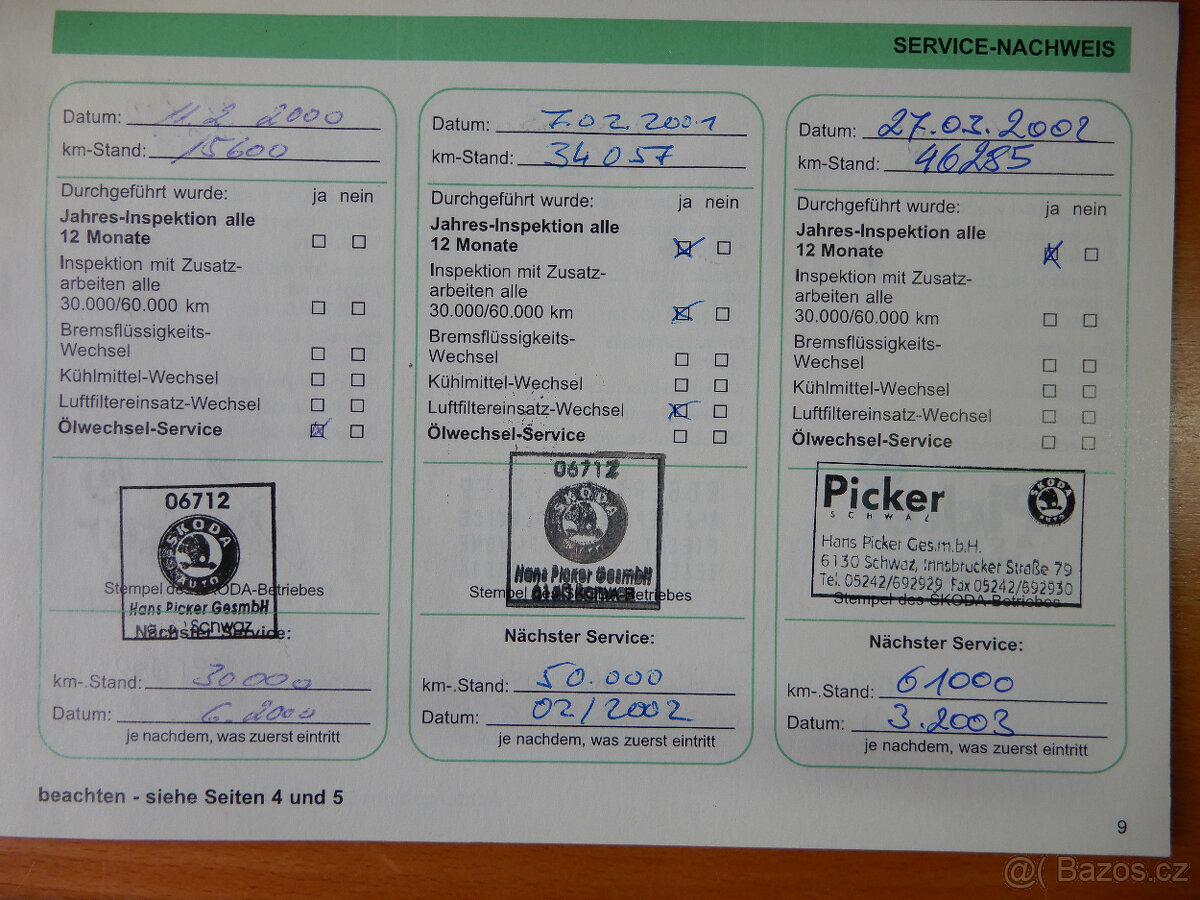 SERVICE-NACHWEIS
Datum: 11.2 2000
km-Stand: 15600
Durchgeführt wurde: ja nein
Jahres-Inspektion alle
12 Monate
Inspektion mit Zusatz-
arbeiten alle
30.000/60.000 km
Bremsflüssigkeits-
Wechsel
Kühlmittel-Wechsel
Luftfiltereinsatz-Wechsel
Ölwechsel-Service
06712
SKODA
AUTO
Stempel des SKODA-Betriebes
Hans Picker GesmbH
Schwaz
Nächster Service:
km-.Stand: 30000
Datum: 6.2000
je nachdem, was zuerst eintritt
Datum: 7.02.2001
km-Stand: 34057
Durchgeführt wurde: ja nein
Jahres-Inspektion alle
12 Monate
Inspektion mit Zusatz-
arbeiten alle
30.000/60.000 km
Bremsflüssigkeits-
Wechsel
Kühlmittel-Wechsel
Luftfiltereinsatz-Wechsel
Ölwechsel-Service
06712
SKODA
Hans Picker GesmbH
Stempel des SKODA-Betriebes
Nächster Service:
km-.Stand: 50.000
Datum: 02/2002
je nachdem, was zuerst eintritt
Datum: 27.03.2002
km-Stand: 46285
Durchgeführt wurde: ja nein
Jahres-Inspektion alle
12 Monate
Inspektion mit Zusatz-
arbeiten alle
30.000/60.000 km
Bremsflüssigkeits-
Wechsel
Kühlmittel-Wechsel
Luftfiltereinsatz-Wechsel
Ölwechsel-Service
Picker
SCHWAZ
SKODA
AUTO
Hans Picker Ges.m.b.H.
6130 Schwaz, Innsbrucker Straße 79
Tel. 05242/692929 Fax 05242/692930
Stempel des SKODA-Betriebes
Nächster Service:
km-.Stand: 61000
Datum: 3.2003
je nachdem, was zuerst eintritt
beachten - siehe Seiten 4 und 5
9
@( Bazos.cz